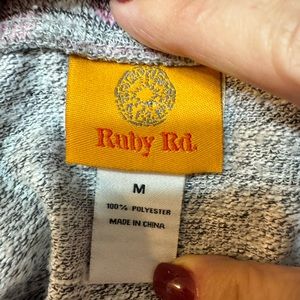 Ruby Rd.
M
100% POLYESTER
MADE IN CHINA